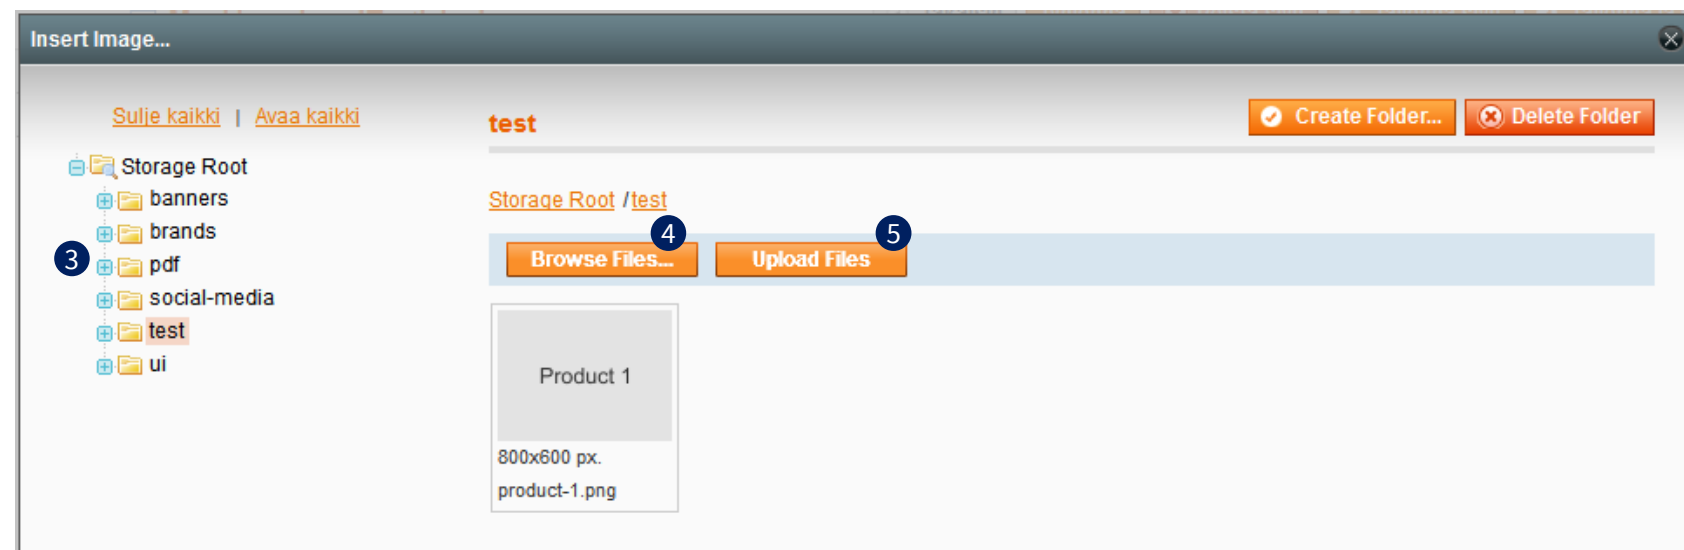 Insert Image...
Sulje kaikki | Avaa kaikki
test
Create Folder...
Delete Folder
Storage Root
banners
brands
3
pdf
social-media
test
ui
Storage Root / test
4
5
Browse Files...
Upload Files
Product 1
800x600 px.
product-1.png